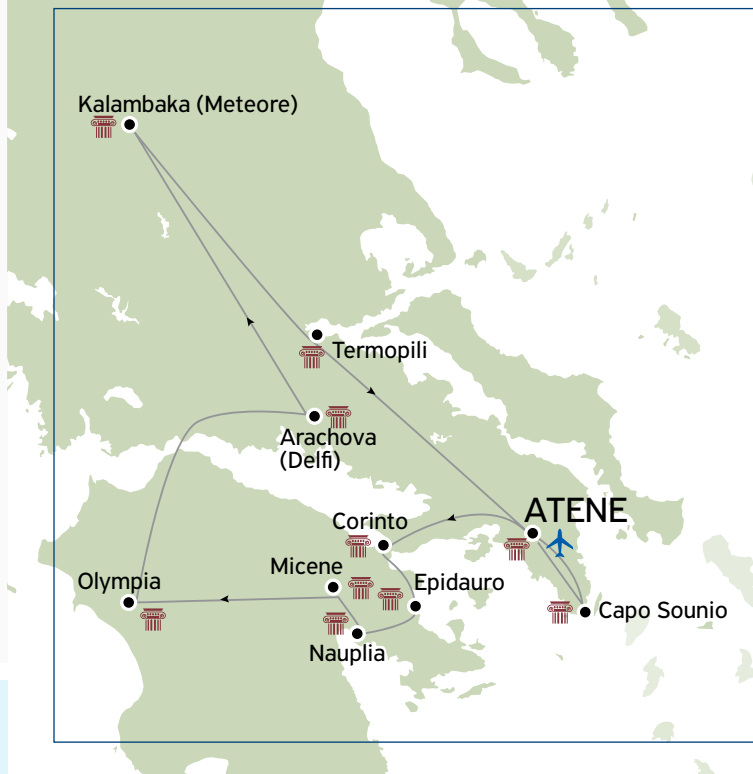 Kalambaka (Meteore)
Termopili
Arachova
(Delfi)
ATENE
Corinto
Micene
Epidauro
Olympia
Capo Sounio
Nauplia